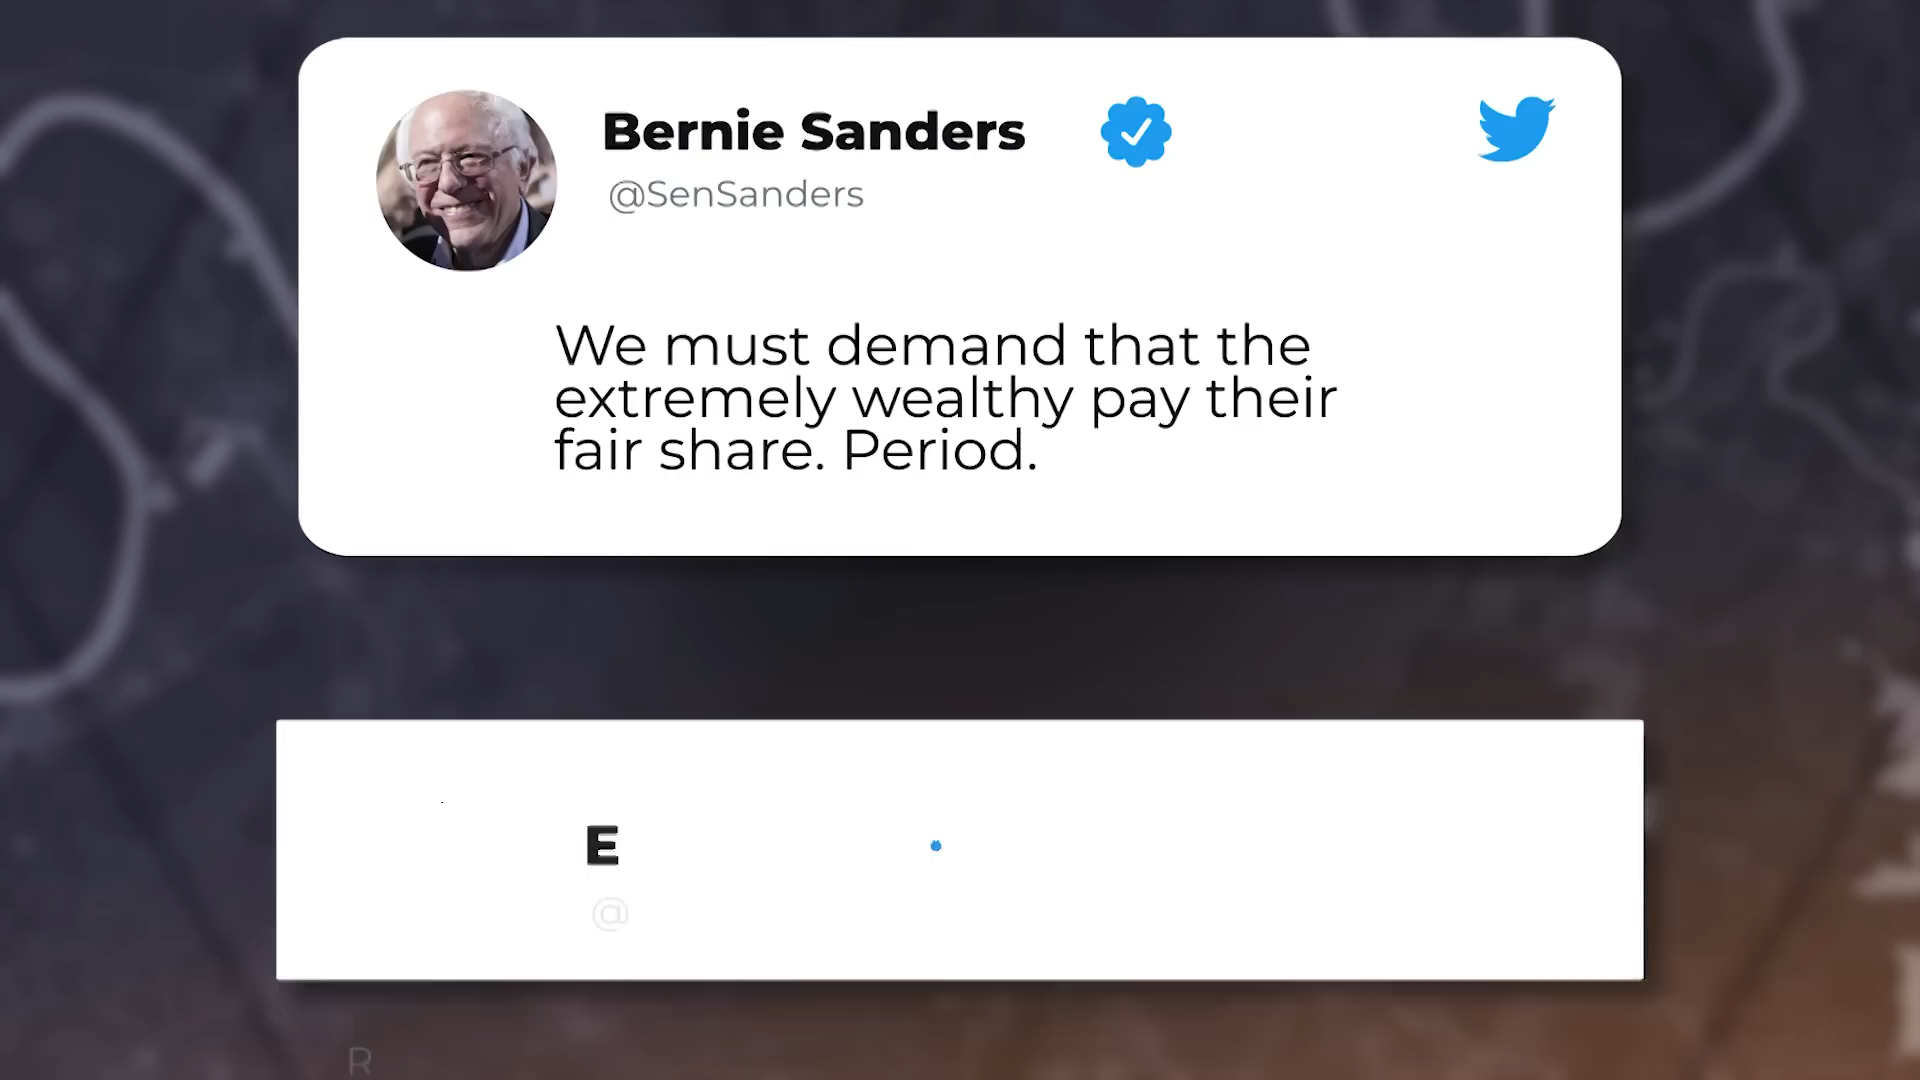 Bernie Sanders
@SenSanders
We must demand that the
extremely wealthy pay their
fair share. Period.
E
@
R